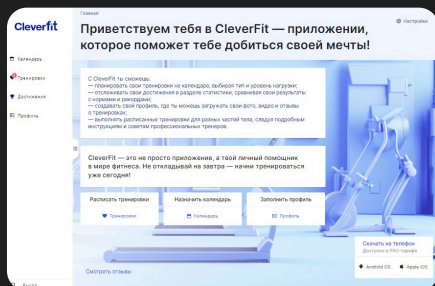 Cleverfit
Главная
Настройки
Приветствуем тебя в CleverFit — приложении,
которое поможет тебе добиться своей мечты!
Календарь
Тренировки
Достижения
Профиль
С CleverFit ты сможешь:
— планировать свои тренировки на календаре, выбирая тип и уровень нагрузки;
— отслеживать свои достижения в разделе статистики, сравнивая свои результаты
с нормами и рекордами;
— создавать свой профиль, где ты можешь загружать свои фото, видео и отзывы
о тренировках;
— выполнять расписанные тренировки для разных частей тела, следуя подробным
инструкциям и советам профессиональных тренеров.
CleverFit — это не просто приложение, а твой личный помощник
в мире фитнеса. Не откладывай на завтра — начни тренироваться
уже сегодня!
Расписать тренировки
Назначить календарь
Заполнить профиль
Тренировки
Календарь
Профиль
Смотреть отзывы
Скачать на телефон
Доступно в PRO-тарифе
Android OS
Apple iOS